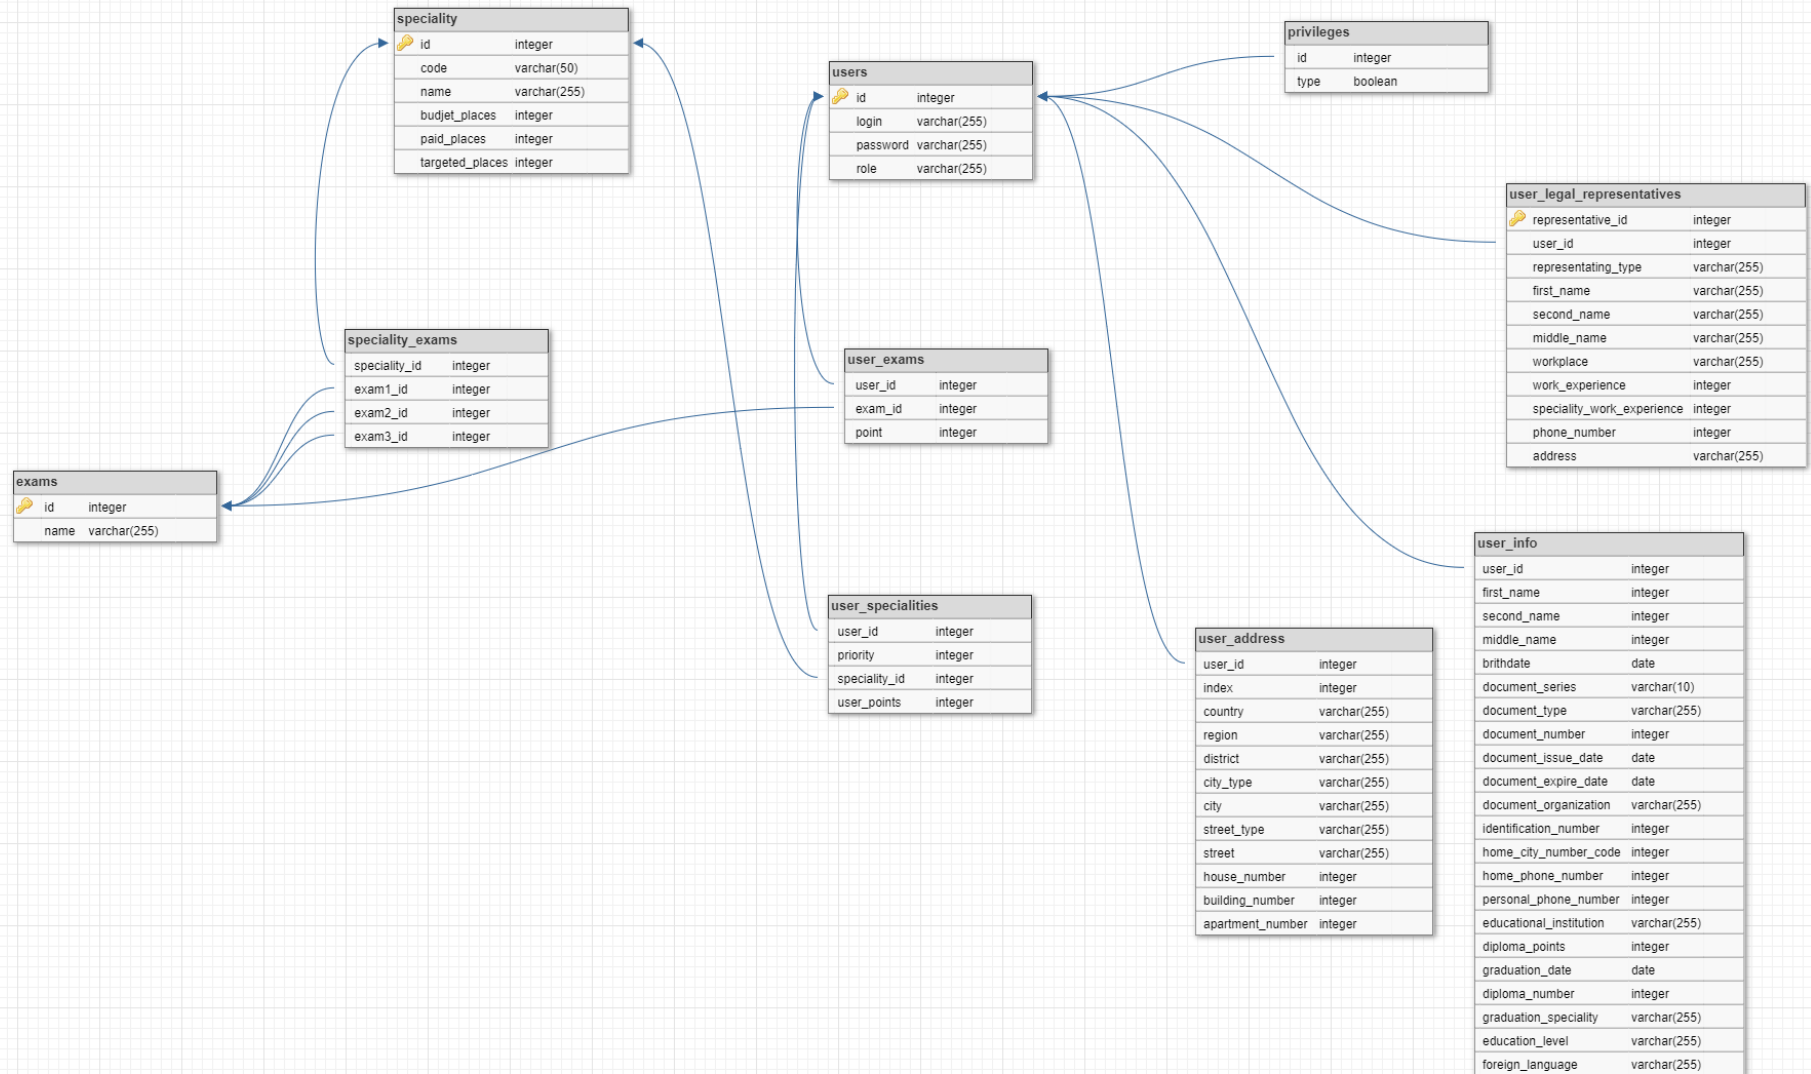 speciality
id integer
code varchar(50)
name varchar(255)
budjet_places integer
paid_places integer
targeted_places integer
users
id integer
login varchar(255)
password varchar(255)
role varchar(255)
privileges
id integer
type boolean
user_legal_representatives
representative_id integer
user_id integer
representating_type varchar(255)
first_name varchar(255)
second_name varchar(255)
middle_name varchar(255)
workplace varchar(255)
work_experience integer
speciality_work_experience integer
phone_number integer
address varchar(255)
speciality_exams
speciality_id integer
exam1_id integer
exam2_id integer
exam3_id integer
user_exams
user_id integer
exam_id integer
point integer
exams
id integer
name varchar(255)
user_specialities
user_id integer
priority integer
speciality_id integer
user_points integer
user_address
user_id integer
index integer
country varchar(255)
region varchar(255)
district varchar(255)
city_type varchar(255)
city varchar(255)
street_type varchar(255)
street varchar(255)
house_number integer
building_number integer
apartment_number integer
user_info
user_id integer
first_name integer
second_name integer
middle_name integer
brithdate date
document_series varchar(10)
document_type varchar(255)
document_number integer
document_issue_date date
document_expire_date date
document_organization varchar(255)
identification_number integer
home_city_number_code integer
home_phone_number integer
personal_phone_number integer
educational_institution varchar(255)
diploma_points integer
graduation_date date
diploma_number integer
graduation_speciality varchar(255)
education_level varchar(255)
foreign_language varchar(255)